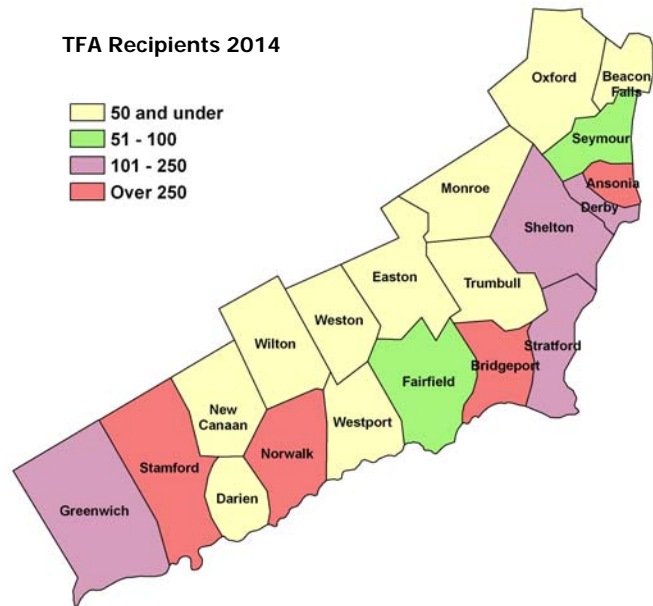 TFA Recipients 2014
50 and under
51 - 100
101 - 250
Over 250
Oxford
Beacon
Falls
Seymour
Ansonia
Derby
Monroe
Shelton
Easton
Trumbull
Weston
Stratford
Wilton
Bridgeport
Fairfield
New
Canaan
Westport
Norwalk
Stamford
Darien
Greenwich